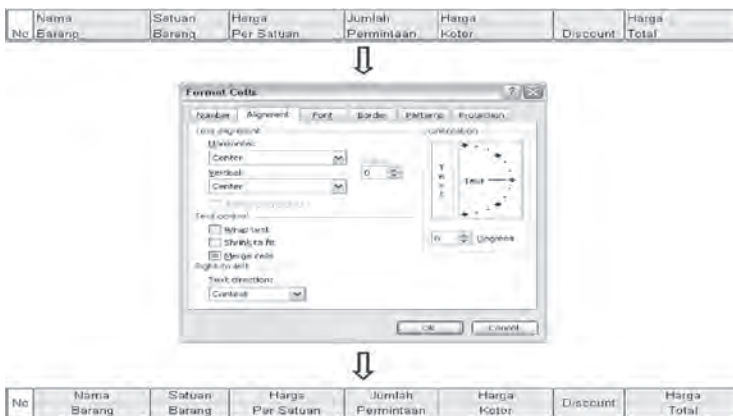 Nama Satuan Harga Jumlah Harga Harga
No Barang Barang Per Satuan Permintaan Kotor Discount Total
Format Cells
Number Alignment Font Border Patterns Protection
Text alignment Orientation
Horizontal:
Center
Vertical: 0
Center
Text
Text control
Wrap text
Shrink to fit 0 Degrees
Merge cells
Right-to-left
Text direction:
Context
OK Cancel
No Nama Satuan Harga Jumlah Harga Discount Harga
Barang Barang Per Satuan Permintaan Kotor Total